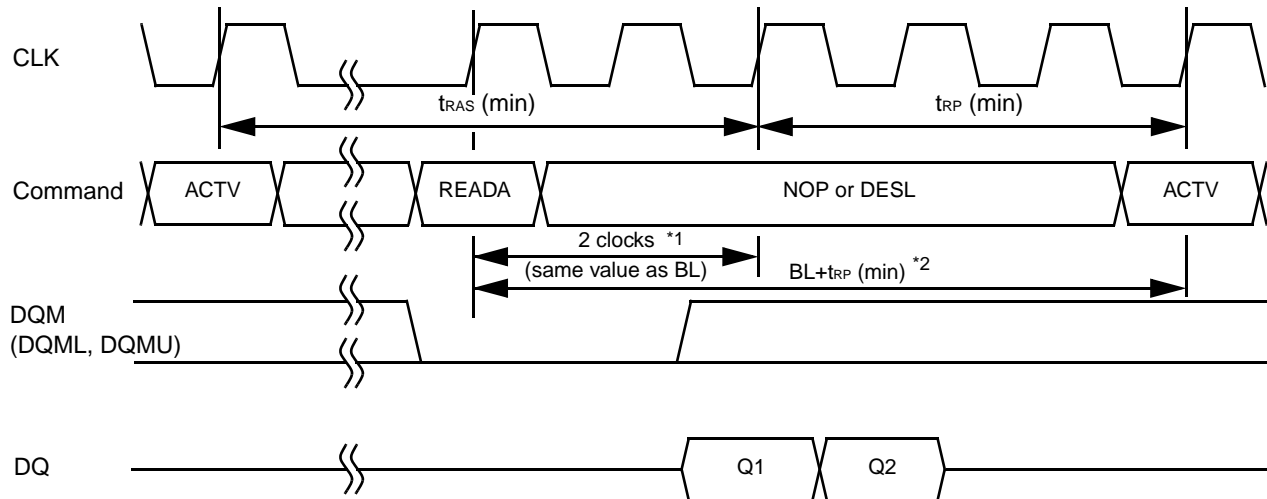 CLK
tRAS (min)
tRP (min)
Command
ACTV
READA
NOP or DESL
ACTV
2 clocks *1
(same value as BL)
BL+tRP (min) *2
DQM
(DQML, DQMU)
DQ
Q1
Q2